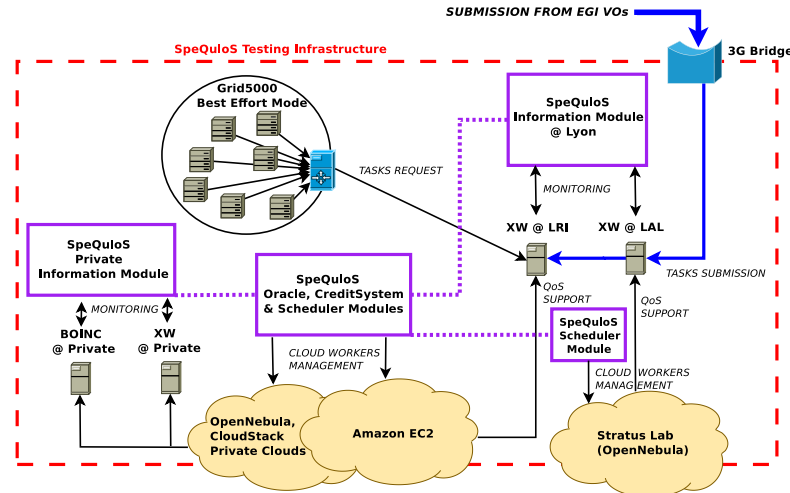 SUBMISSION FROM EGI VOs
3G Bridge
SpeQuloS Testing Infrastructure
Grid5000
Best Effort Mode
SpeQuloS
Information Module
@ Lyon
TASKS REQUEST
MONITORING
XW @ LRI
XW @ LAL
SpeQuloS
Private
Information Module
SpeQuloS
Oracle, CreditSystem
& Scheduler Modules
TASKS SUBMISSION
QoS
SUPPORT
QoS
SUPPORT
MONITORING
BOINC
@ Private
XW
@ Private
SpeQuloS
Scheduler
Module
CLOUD WORKERS
MANAGEMENT
CLOUD WORKERS
MANAGEMENT
OpenNebula,
CloudStack
Private Clouds
Amazon EC2
Stratus Lab
(OpenNebula)